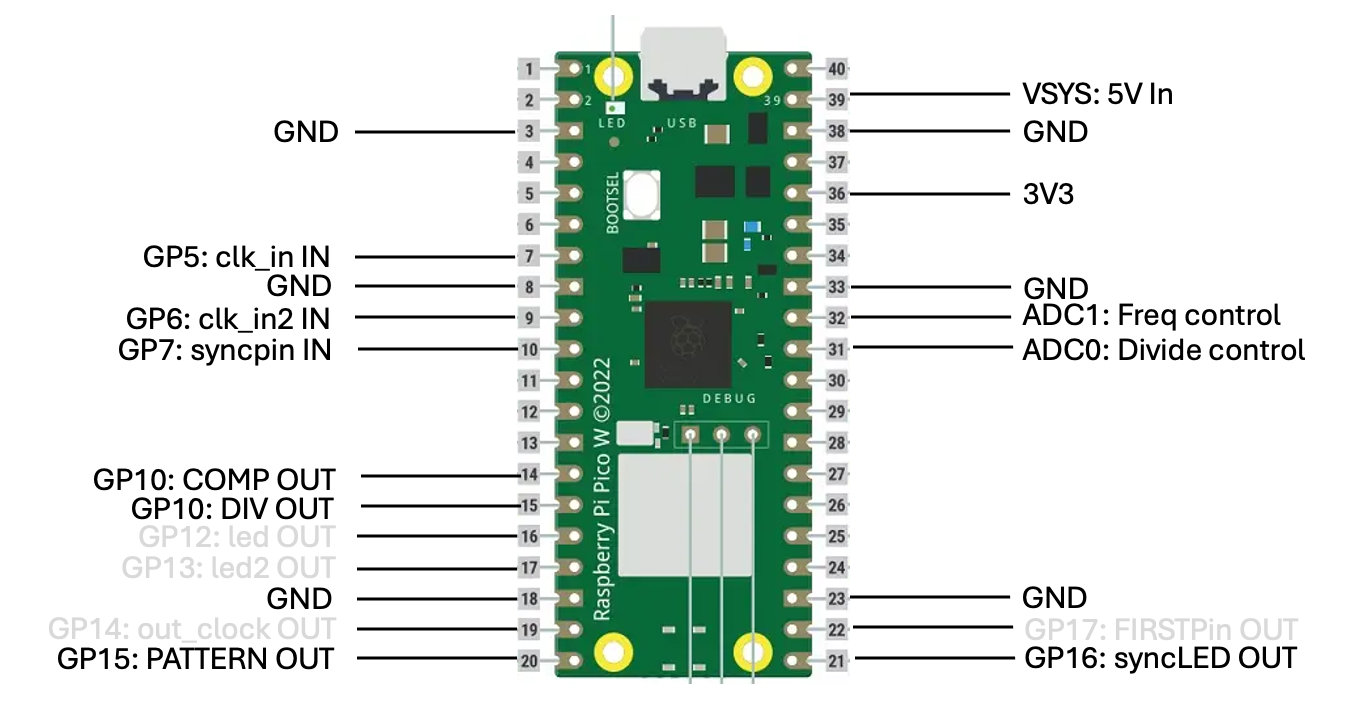 1
1
40
2
2
39
39
VSYS: 5V In
LED
USB
GND
3
38
GND
4
37
5
BOOTSEL
36
3V3
6
35
GP5: clk_in IN
7
34
GND
8
33
GND
GP6: clk_in2 IN
9
32
ADC1: Freq control
GP7: syncpin IN
10
31
ADC0: Divide control
11
30
DEBUG
12
29
13
28
Raspberry Pi Pico W ©2022
GP10: COMP OUT
14
27
GP10: DIV OUT
15
26
GP12: led OUT
16
25
GP13: led2 OUT
17
24
GND
18
23
GND
GP14: out_clock OUT
19
22
GP17: FIRSTPin OUT
GP15: PATTERN OUT
20
21
GP16: syncLED OUT